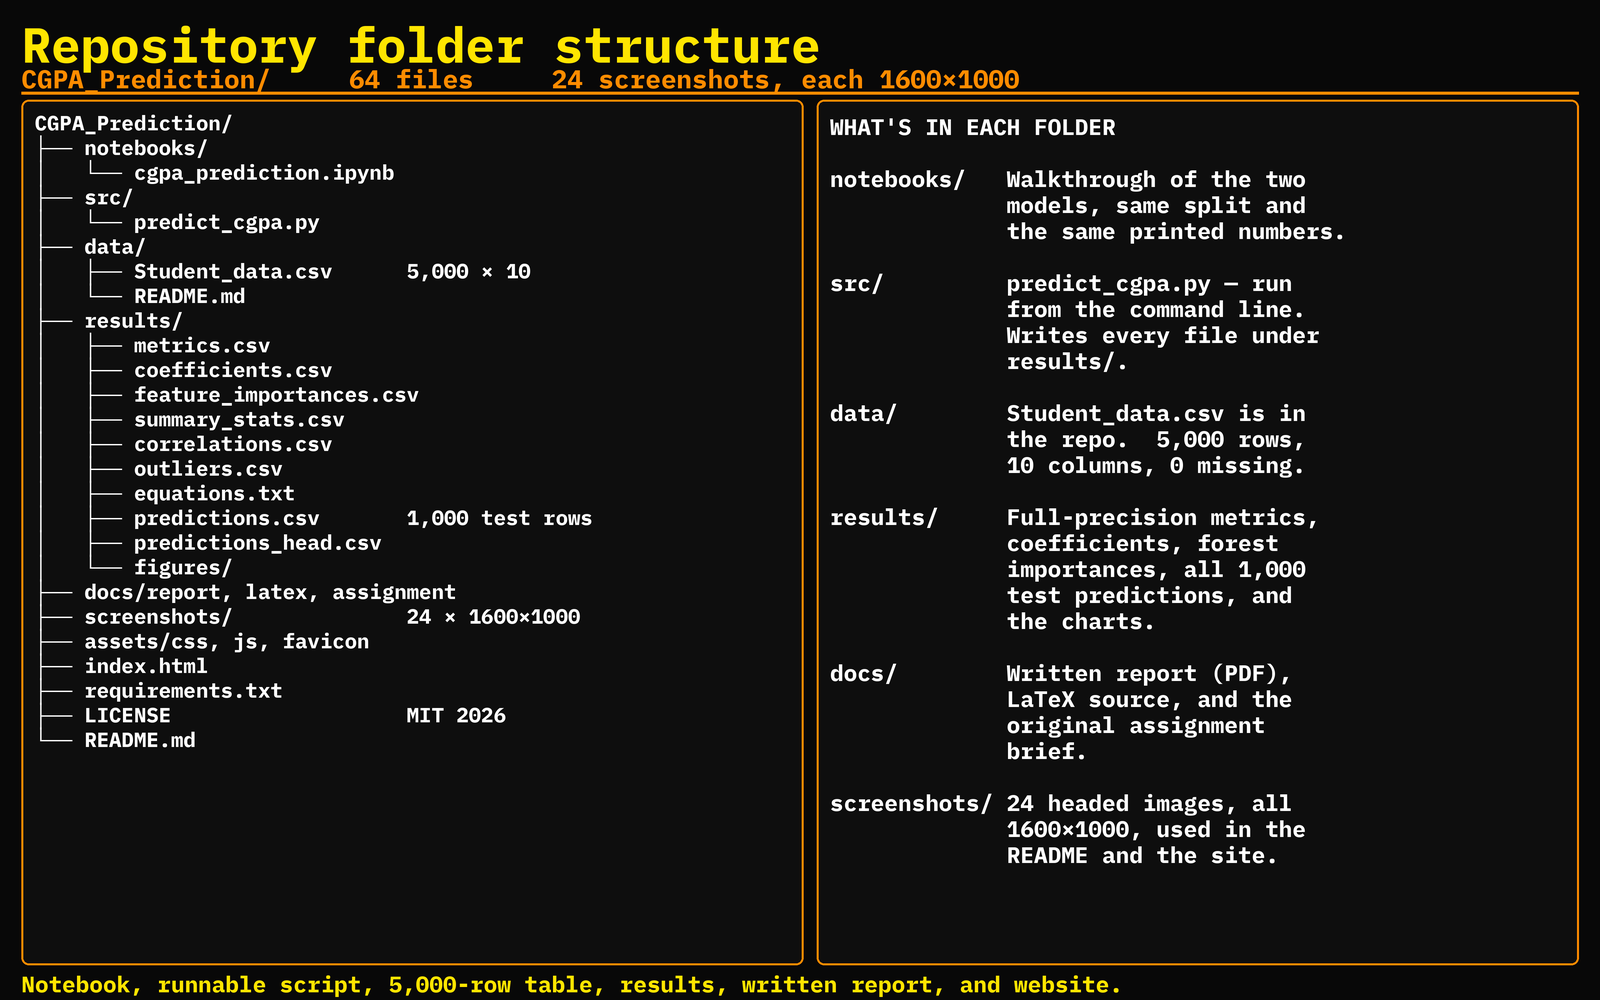 Repository folder structure
CGPA_Prediction/     64 files     24 screenshots, each 1600×1000
CGPA_Prediction/
├── notebooks/
│   └── cgpa_prediction.ipynb
├── src/
│   └── predict_cgpa.py
├── data/
│   ├── Student_data.csv      5,000 × 10
│   └── README.md
├── results/
│   ├── metrics.csv
│   ├── coefficients.csv
│   ├── feature_importances.csv
│   ├── summary_stats.csv
│   ├── correlations.csv
│   ├── outliers.csv
│   ├── equations.txt
│   ├── predictions.csv       1,000 test rows
│   ├── predictions_head.csv
│   └── figures/
├── docs/report, latex, assignment
├── screenshots/              24 × 1600×1000
├── assets/css, js, favicon
├── index.html
├── requirements.txt
├── LICENSE                   MIT 2026
└── README.md
WHAT'S IN EACH FOLDER
notebooks/   Walkthrough of the two
models, same split and
the same printed numbers.
src/         predict_cgpa.py — run
from the command line.
Writes every file under
results/.
data/        Student_data.csv is in
the repo.  5,000 rows,
10 columns, 0 missing.
results/     Full-precision metrics,
coefficients, forest
importances, all 1,000
test predictions, and
the charts.
docs/        Written report (PDF),
LaTeX source, and the
original assignment
brief.
screenshots/ 24 headed images, all
1600×1000, used in the
README and the site.
Notebook, runnable script, 5,000-row table, results, written report, and website.